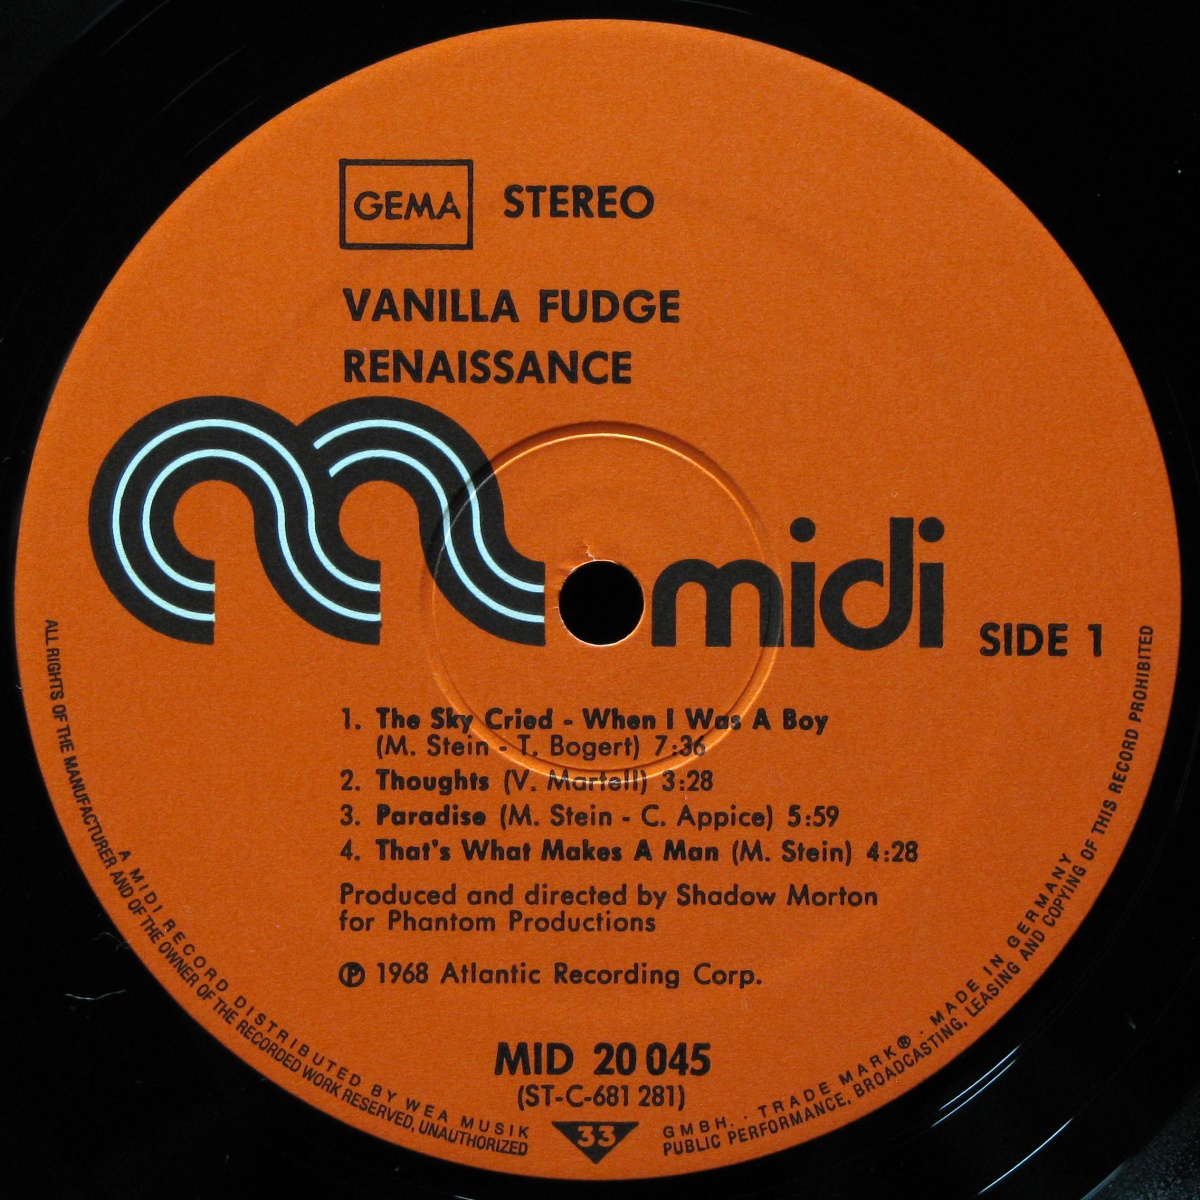 GEMA STEREO
VANILLA FUDGE
RENAISSANCE
midi
SIDE 1
1. The Sky Cried - When I Was A Boy
(M. Stein - T. Bogert) 7:36
2. Thoughts (V. Martell) 3:28
3. Paradise (M. Stein - C. Appice) 5:59
4. That's What Makes A Man (M. Stein) 4:28
Produced and directed by Shadow Morton
for Phantom Productions
℗ 1968 Atlantic Recording Corp.
MID 20 045
(ST-C-681 281)
33
A MIDI RECORD DISTRIBUTED BY WEA MUSIK GMBH. · TRADE MARK® · MADE IN GERMANY
ALL RIGHTS OF THE MANUFACTURER AND OF THE OWNER OF THE RECORDED WORK RESERVED, UNAUTHORIZED PUBLIC PERFORMANCE, BROADCASTING, LEASING AND COPYING OF THIS RECORD PROHIBITED